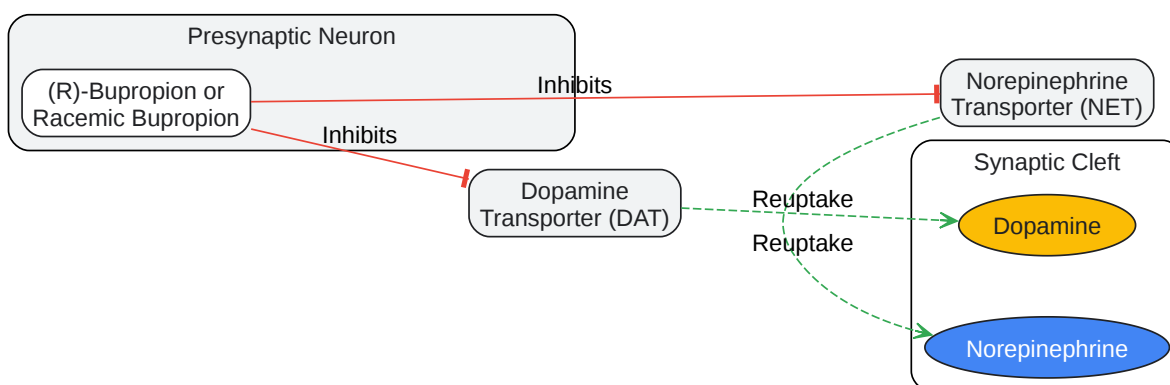 Presynaptic Neuron
(R)-Bupropion or
Racemic Bupropion
Inhibits
Inhibits
Norepinephrine
Transporter (NET)
Dopamine
Transporter (DAT)
Synaptic Cleft
Reuptake
Dopamine
Reuptake
Norepinephrine